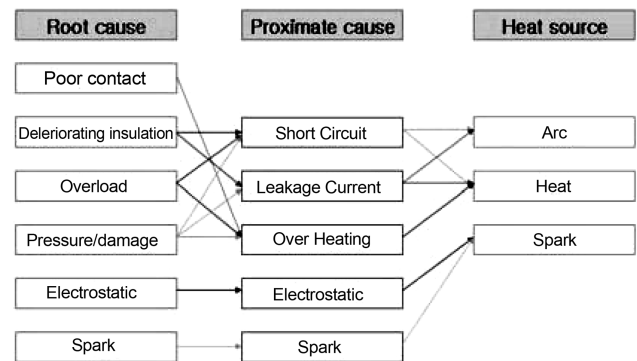 Root cause
Proximate cause
Heat source
Poor contact
Deleriorating insulation
Short Circuit
Arc
Overload
Leakage Current
Heat
Pressure/damage
Over Heating
Spark
Electrostatic
Electrostatic
Spark
Spark